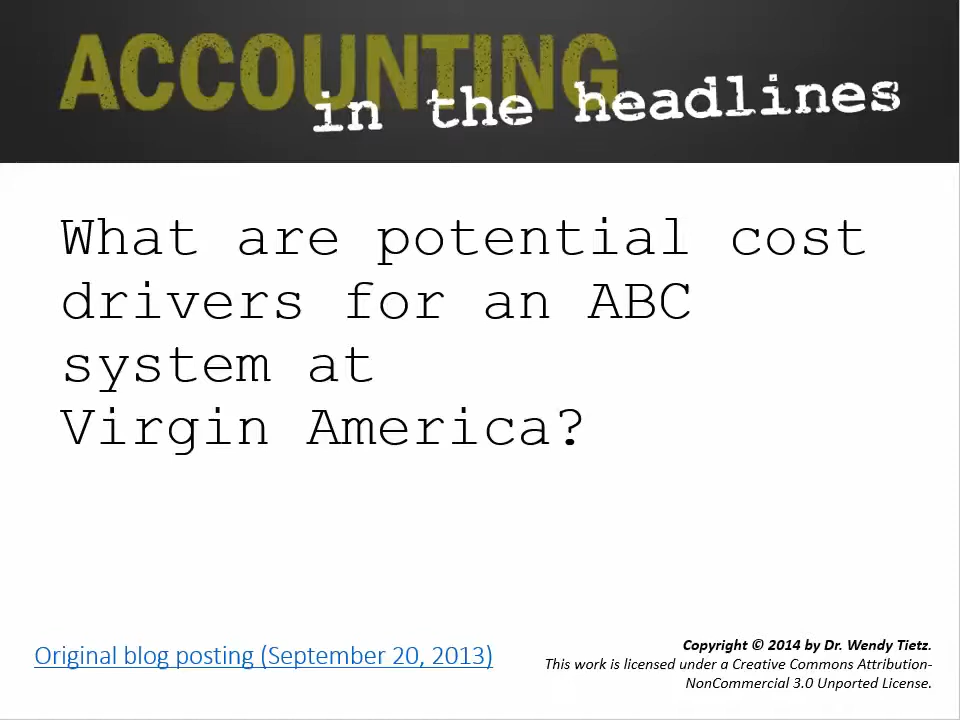 ACCOUNTING
in the headlines
What are potential cost
drivers for an ABC
system at
Virgin America?
Original blog posting (September 20, 2013)
Copyright © 2014 by Dr. Wendy Tietz.
This work is licensed under a Creative Commons Attribution-
NonCommercial 3.0 Unported License.